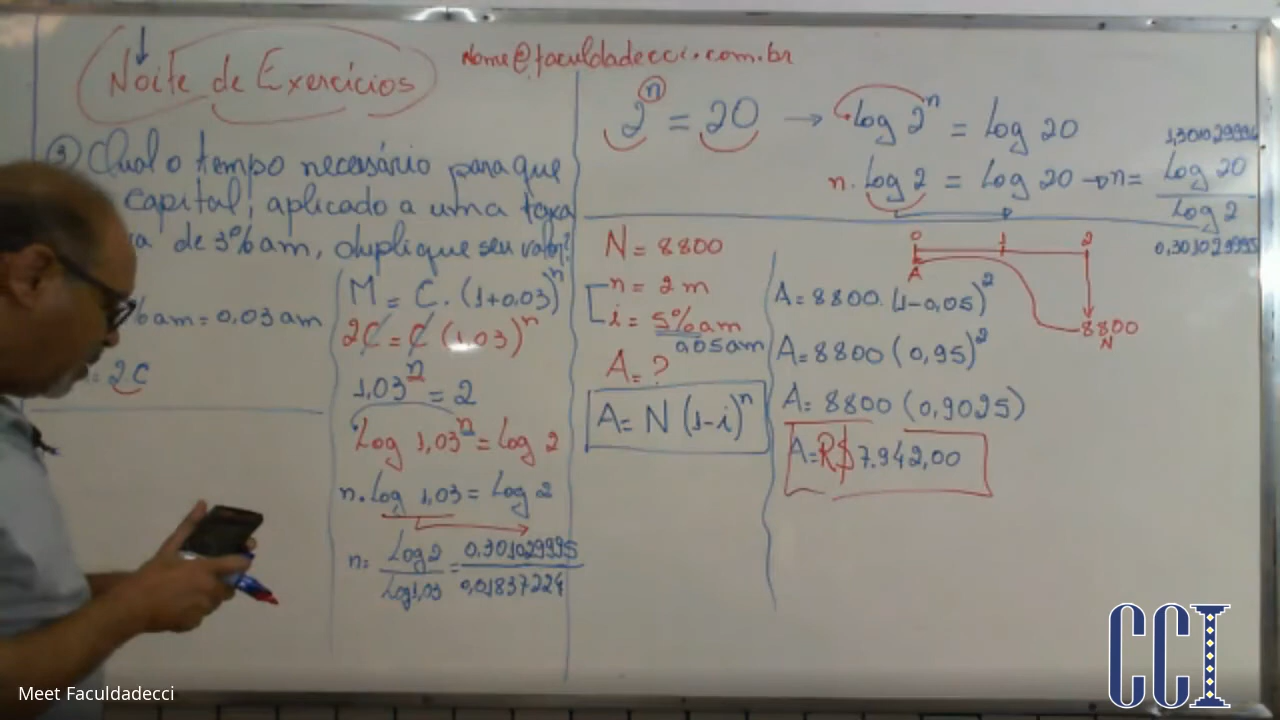 Noite de Exercícios
Nome@faculdadecci.com.br
3) Qual o tempo necessário para que
capital, aplicado a uma taxa
de 3% am, duplique seu valor?
% am = 0,03 am
= 2C
M = C. (1+0,03)^n
2C = C (1,03)^n
1,03^n = 2
Log 1,03^n = log 2
n. log 1,03 = Log 2
n = Log 2 / Log 1,03 = 0,301029995 / 0,01837224
2^n = 20 → log 2^n = log 20
n. log 2 = log 20 → n = Log 20 / Log 2
0,301029995
N = 8800
n = 2 m
i = 5% am
0,05 am
A = ?
A = N (1-i)^n
0 1 2
A
8800
N
A = 8800. (1-0,05)^2
A = 8800 (0,95)^2
A = 8800 (0,9025)
A = R$ 7.942,00
CCI
Meet Faculdadecci